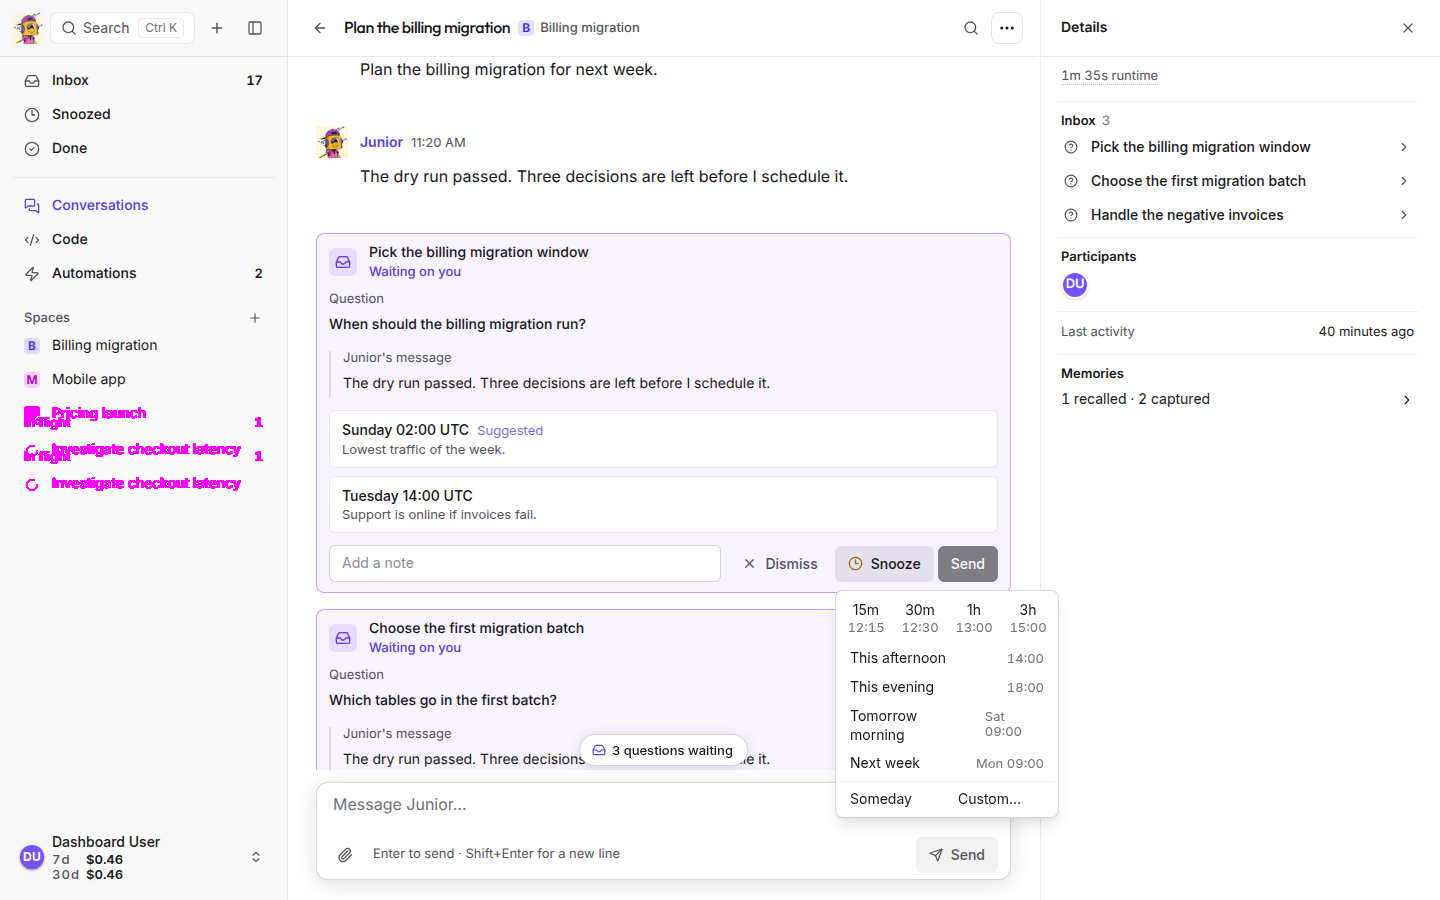 Search Ctrl K
Inbox 17
Snoozed
Done
Conversations
Code
Automations 2
Spaces
Billing migration
M Mobile app
Pricing launch
In flight 1
Investigate checkout latency
In flight 1
Investigate checkout latency
DU Dashboard User
7d $0.46
30d $0.46
Plan the billing migration B Billing migration
Plan the billing migration for next week.
Junior 11:20 AM
The dry run passed. Three decisions are left before I schedule it.
Pick the billing migration window
Waiting on you
Question
When should the billing migration run?
Junior's message
The dry run passed. Three decisions are left before I schedule it.
Sunday 02:00 UTC Suggested
Lowest traffic of the week.
Tuesday 14:00 UTC
Support is online if invoices fail.
Add a note Dismiss Snooze Send
15m 30m 1h 3h
12:15 12:30 13:00 15:00
This afternoon 14:00
This evening 18:00
Tomorrow morning Sat 09:00
Next week Mon 09:00
Someday Custom...
Choose the first migration batch
Waiting on you
Question
Which tables go in the first batch?
Junior's message
The dry run passed. Three decisions le it.
3 questions waiting
Message Junior...
Enter to send · Shift+Enter for a new line Send
Details
1m 35s runtime
Inbox 3
Pick the billing migration window
Choose the first migration batch
Handle the negative invoices
Participants
DU
Last activity 40 minutes ago
Memories
1 recalled · 2 captured